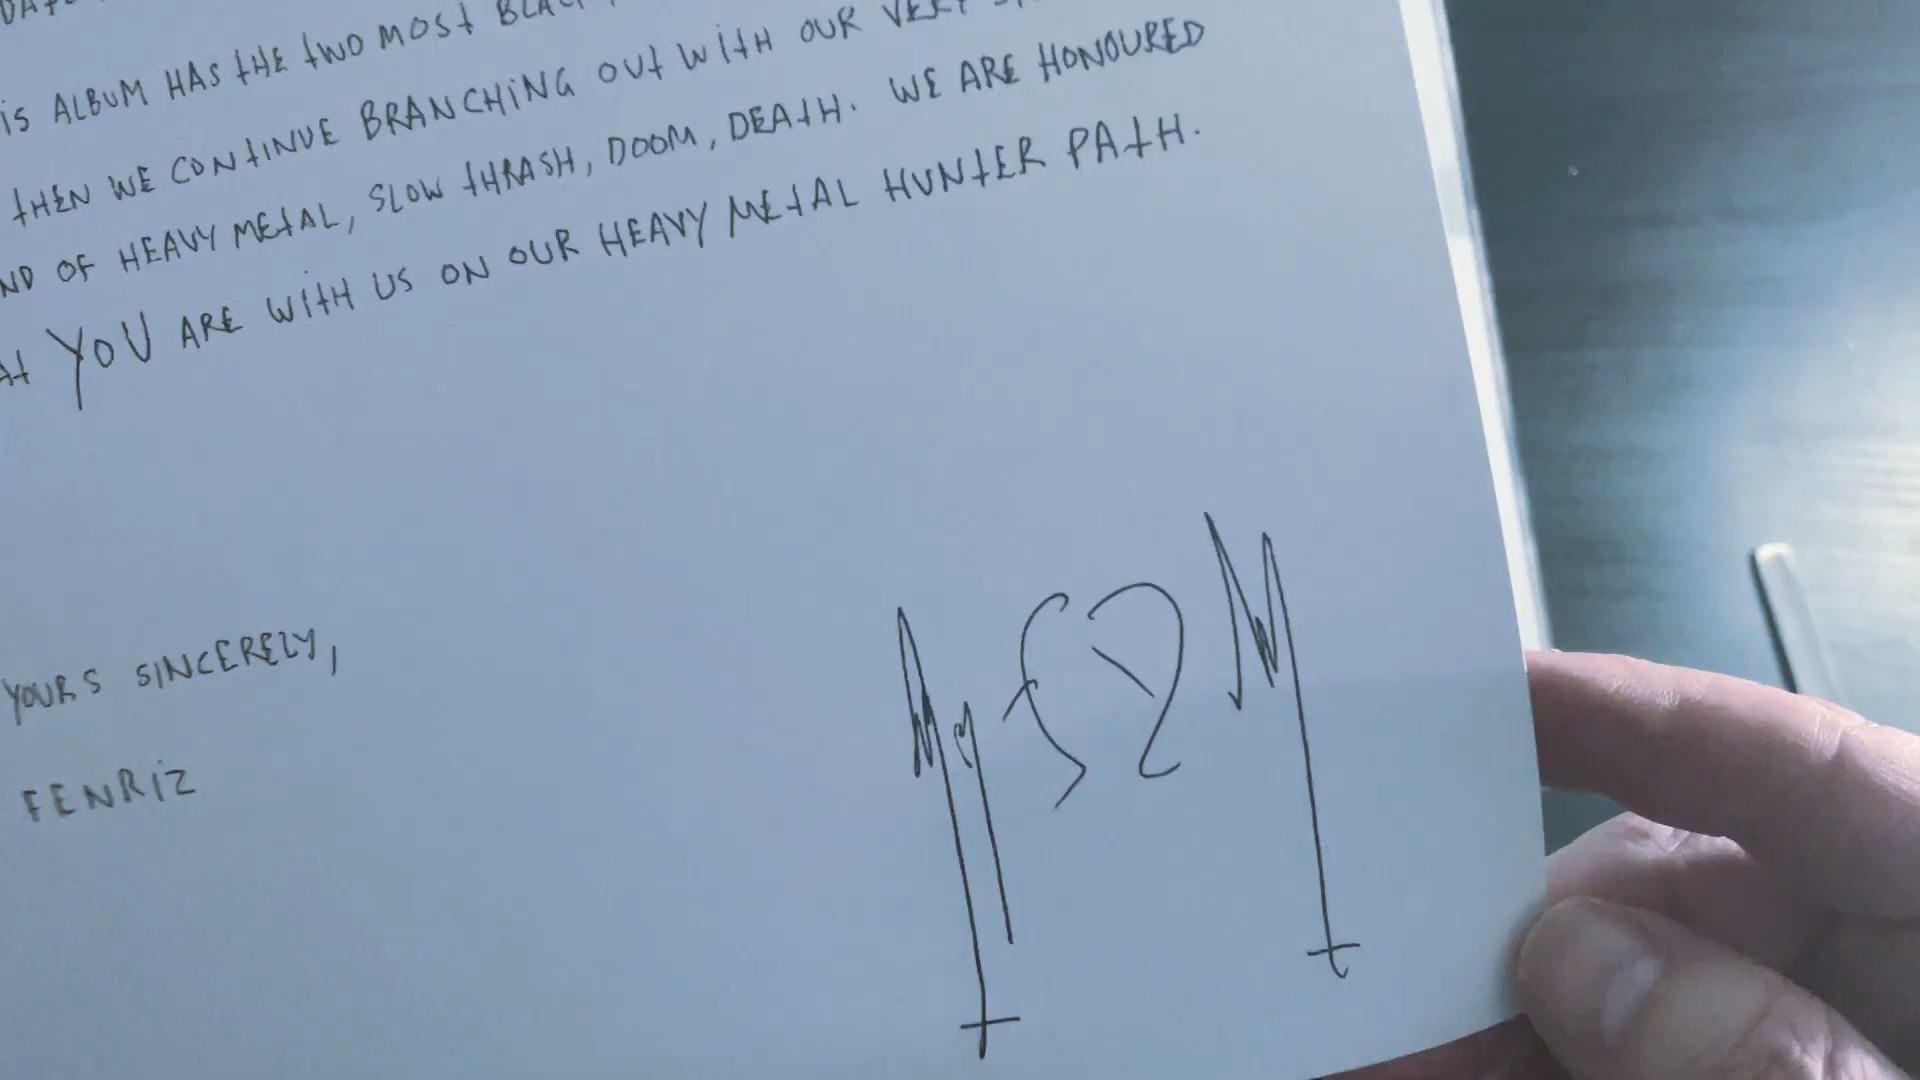 is ALBUM HAS tHE tWO MOSt
tHEN WE CONtINUE BRANCHiNG OUt WitH OUR VERY
OF HEAVY MEtAL, SLOW tHRASH, DOOM, DEAtH. WE ARE HONOURED
YOU ARE WitH US ON OUR HEAVY MEtAL HUNtER PAtH.
YOURS SINCERELY,
FENRiZ